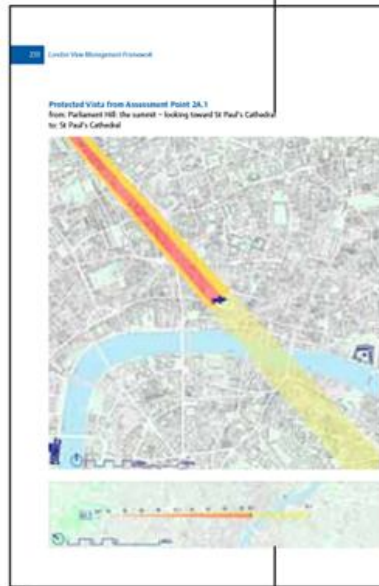 London View Management Framework
Protected Vista from Assessment Point 2A.1
from: Parliament Hill: the summit – looking toward St Paul's Cathedral
to: St Paul's Cathedral